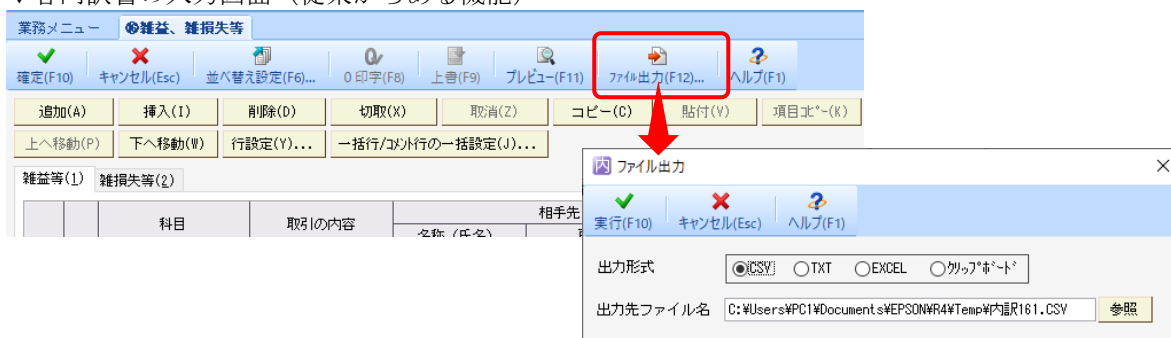 業務メニュー ⑯雑益、雑損失等
確定(F10) キャンセル(Esc) 並べ替え設定(F6)... 0印字(F8) 上書(F9) プレビュー(F11) ファイル出力(F12)... ヘルプ(F1)
追加(A) 挿入(I) 削除(D) 切取(X) 取消(Z) コピー(C) 貼付(V) 項目コピー(K)
上へ移動(P) 下へ移動(W) 行設定(Y)... 一括行/コメント行の一括設定(J)...
雑益等(1) 雑損失等(2)
科目 取引の内容 相手先
名称（氏名）
ファイル出力
実行(F10) キャンセル(Esc) ヘルプ(F1)
出力形式 CSV TXT EXCEL クリップボード
出力先ファイル名 C:¥Users¥PC1¥Documents¥EPSON¥R4¥Temp¥内訳161.CSV 参照